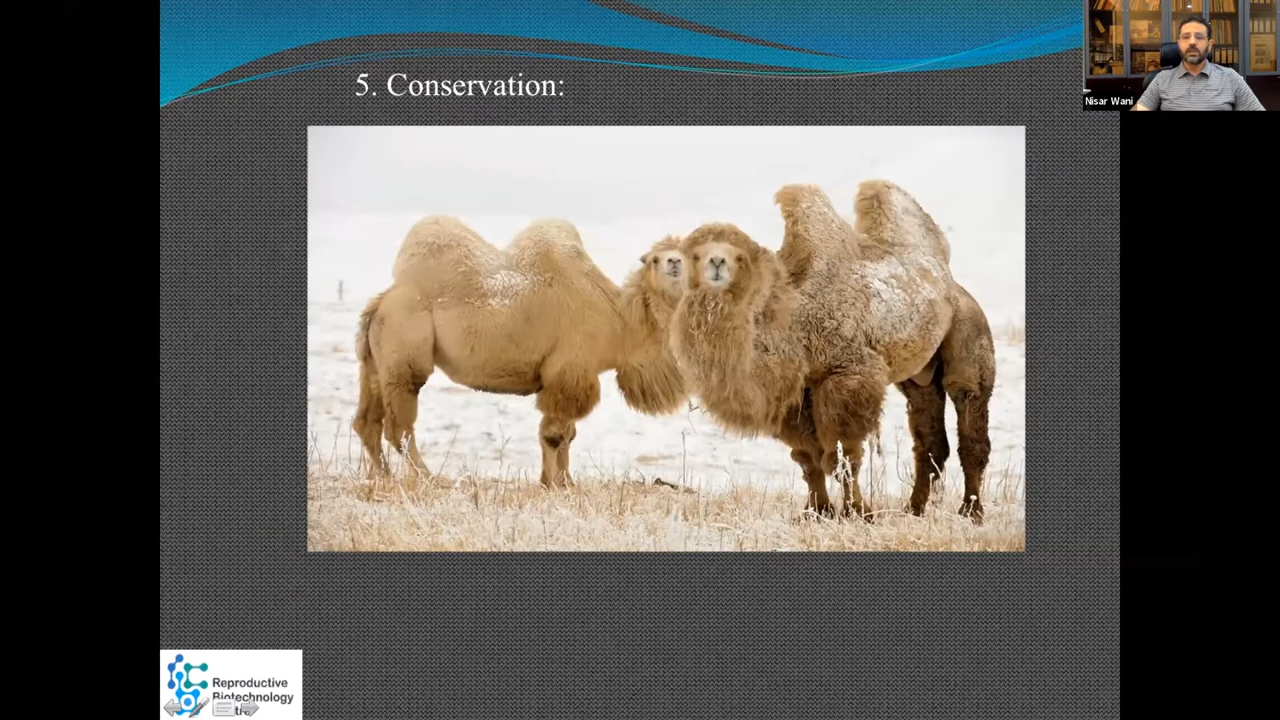 5. Conservation:
Nisar Wani
Reproductive
Biotechnology